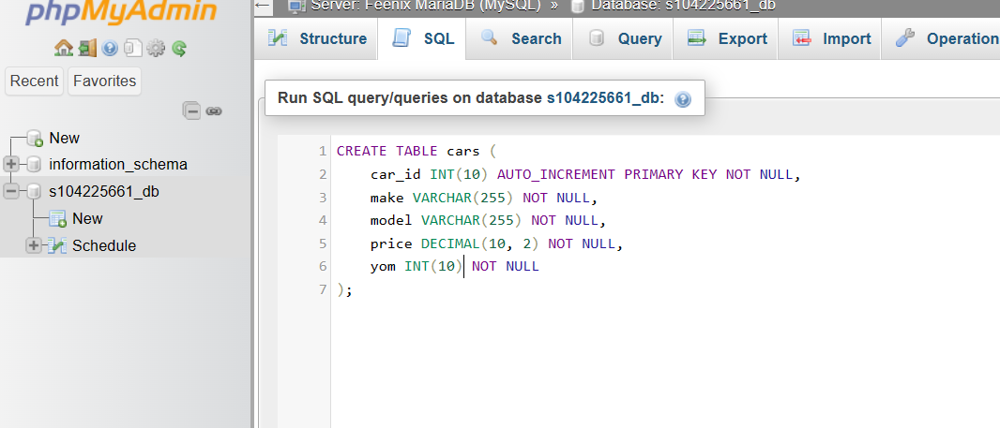 phpMyAdmin
Recent Favorites
New
information_schema
s104225661_db
New
Schedule
Server: Feenix MariaDB (MySQL) » Database: s104225661_db
Structure SQL Search Query Export Import Operation
Run SQL query/queries on database s104225661_db:
1 CREATE TABLE cars (
2 car_id INT(10) AUTO_INCREMENT PRIMARY KEY NOT NULL,
3 make VARCHAR(255) NOT NULL,
4 model VARCHAR(255) NOT NULL,
5 price DECIMAL(10, 2) NOT NULL,
6 yom INT(10) NOT NULL
7 );